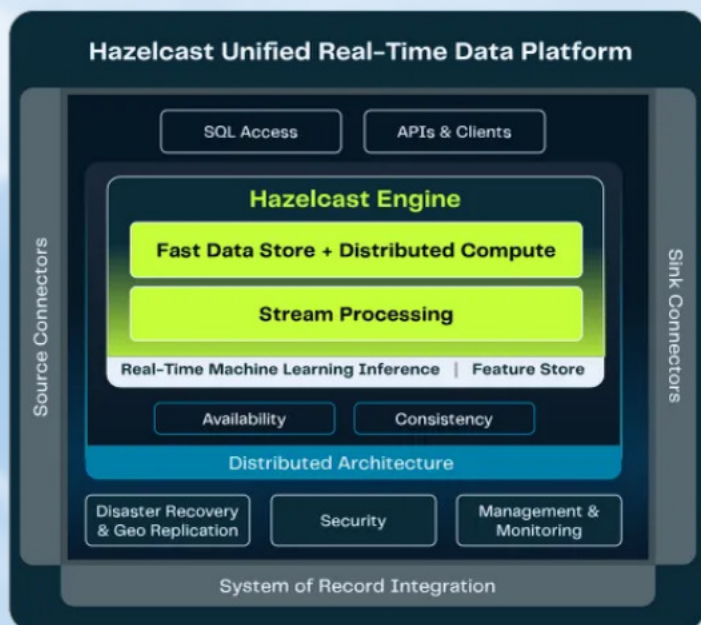 Hazelcast Unified Real-Time Data Platform
SQL Access
APIs & Clients
Source Connectors
Hazelcast Engine
Fast Data Store + Distributed Compute
Stream Processing
Real-Time Machine Learning Inference | Feature Store
Sink Connectors
Availability
Consistency
Distributed Architecture
Disaster Recovery
& Geo Replication
Security
Management &
Monitoring
System of Record Integration